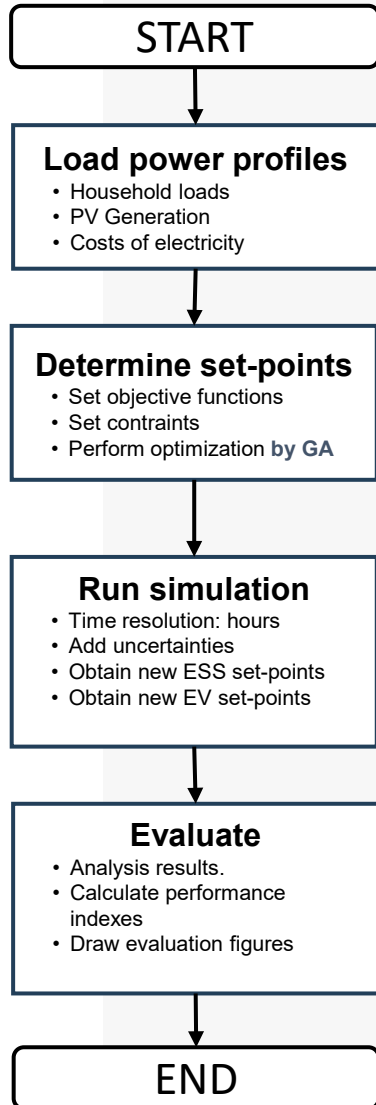 START
Load power profiles
• Household loads
• PV Generation
• Costs of electricity
Determine set-points
• Set objective functions
• Set contraints
• Perform optimization by GA
Run simulation
• Time resolution: hours
• Add uncertainties
• Obtain new ESS set-points
• Obtain new EV set-points
Evaluate
• Analysis results.
• Calculate performance
indexes
• Draw evaluation figures
END